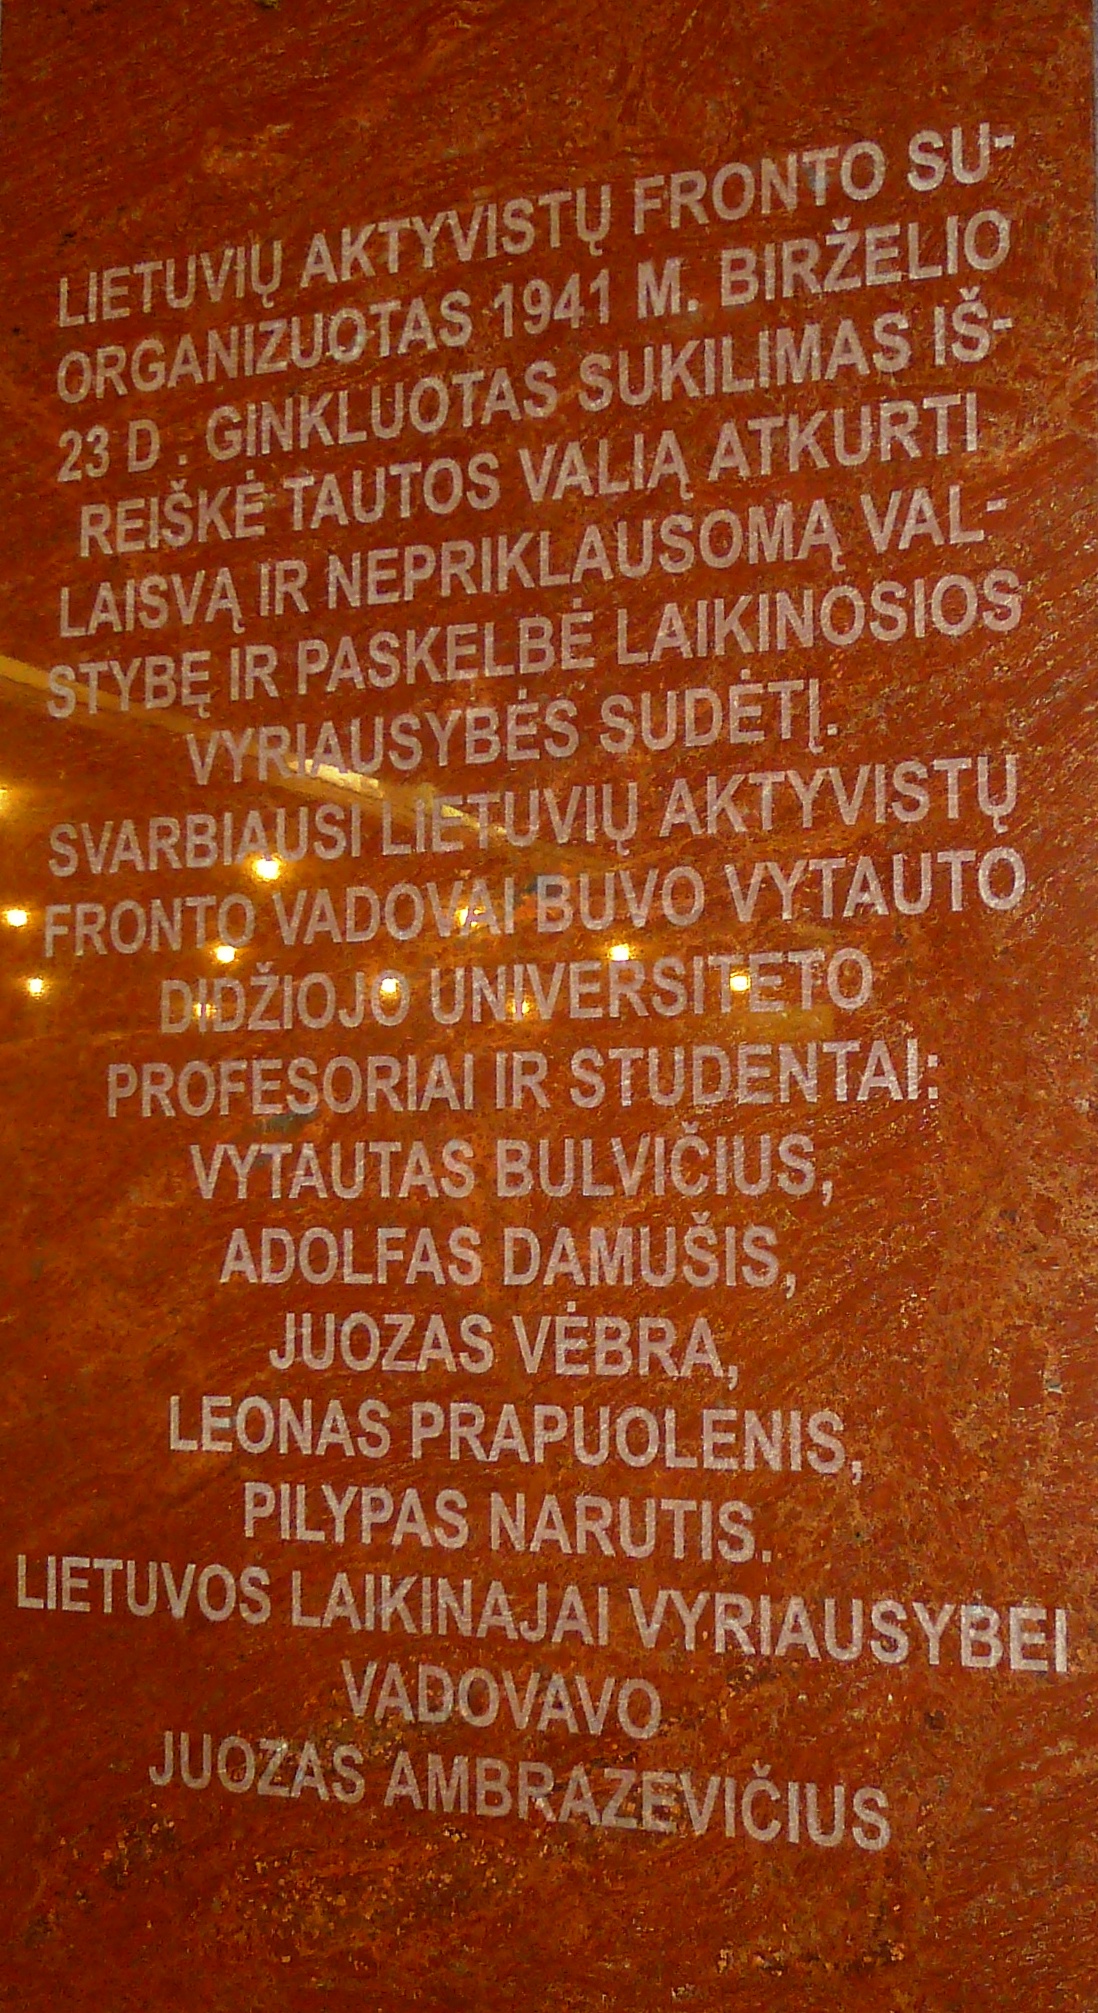 LIETUVIŲ AKTYVISTŲ FRONTO SU-
ORGANIZUOTAS 1941 M. BIRŽELIO
23 D . GINKLUOTAS SUKILIMAS IŠ-
REIŠKĖ TAUTOS VALIĄ ATKURTI
LAISVĄ IR NEPRIKLAUSOMĄ VAL-
STYBĘ IR PASKELBĖ LAIKINOSIOS
VYRIAUSYBĖS SUDĖTĮ.
SVARBIAUSI LIETUVIŲ AKTYVISTŲ
FRONTO VADOVAI BUVO VYTAUTO
DIDŽIOJO UNIVERSITETO
PROFESORIAI IR STUDENTAI:
VYTAUTAS BULVIČIUS,
ADOLFAS DAMUŠIS,
JUOZAS VĖBRA,
LEONAS PRAPUOLENIS,
PILYPAS NARUTIS.
LIETUVOS LAIKINAJAI VYRIAUSYBEI
VADOVAVO
JUOZAS AMBRAZEVIČIUS